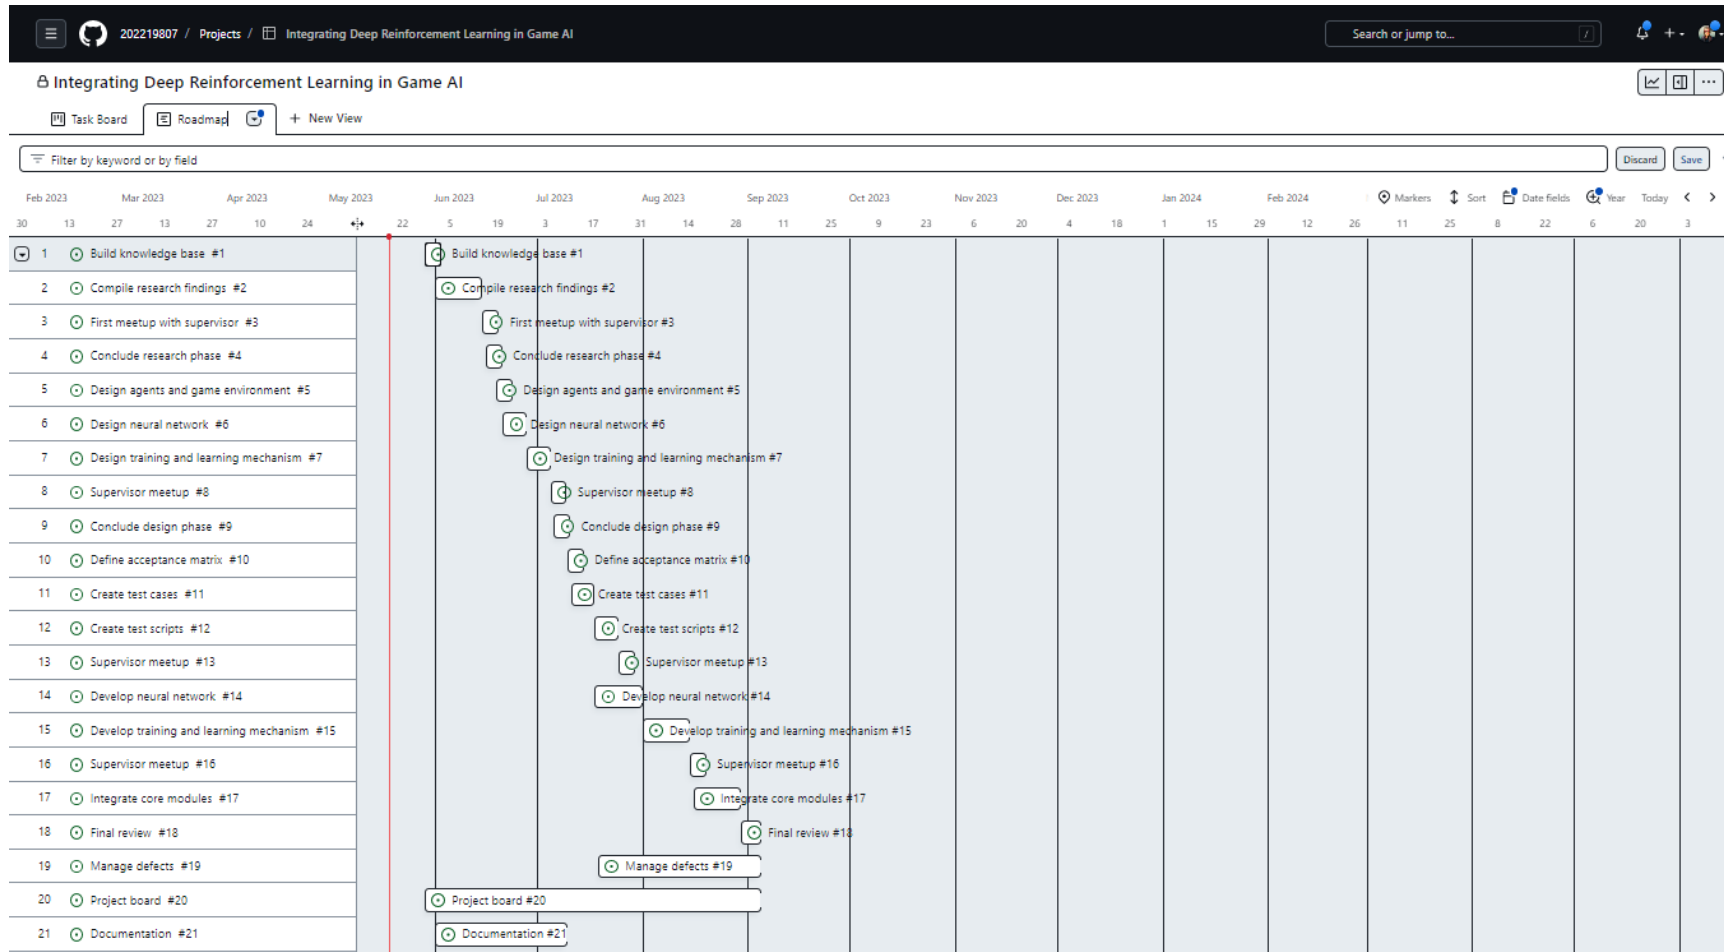 202219807 / Projects / Integrating Deep Reinforcement Learning in Game AI Search or jump to... /
Integrating Deep Reinforcement Learning in Game AI
Task Board Roadmap + New View
Filter by keyword or by field Discard Save
Feb 2023 Mar 2023 Apr 2023 May 2023 Jun 2023 Jul 2023 Aug 2023 Sep 2023 Oct 2023 Nov 2023 Dec 2023 Jan 2024 Feb 2024 Markers Sort Date fields Year Today
30 13 27 13 27 10 24 22 5 19 3 17 31 14 28 11 25 9 23 6 20 4 18 1 15 29 12 26 11 25 8 22 6 20 3
1 Build knowledge base #1 Build knowledge base #1
2 Compile research findings #2 Compile research findings #2
3 First meetup with supervisor #3 First meetup with supervisor #3
4 Conclude research phase #4 Conclude research phase #4
5 Design agents and game environment #5 Design agents and game environment #5
6 Design neural network #6 Design neural network #6
7 Design training and learning mechanism #7 Design training and learning mechanism #7
8 Supervisor meetup #8 Supervisor meetup #8
9 Conclude design phase #9 Conclude design phase #9
10 Define acceptance matrix #10 Define acceptance matrix #10
11 Create test cases #11 Create test cases #11
12 Create test scripts #12 Create test scripts #12
13 Supervisor meetup #13 Supervisor meetup #13
14 Develop neural network #14 Develop neural network #14
15 Develop training and learning mechanism #15 Develop training and learning mechanism #15
16 Supervisor meetup #16 Supervisor meetup #16
17 Integrate core modules #17 Integrate core modules #17
18 Final review #18 Final review #18
19 Manage defects #19 Manage defects #19
20 Project board #20 Project board #20
21 Documentation #21 Documentation #21